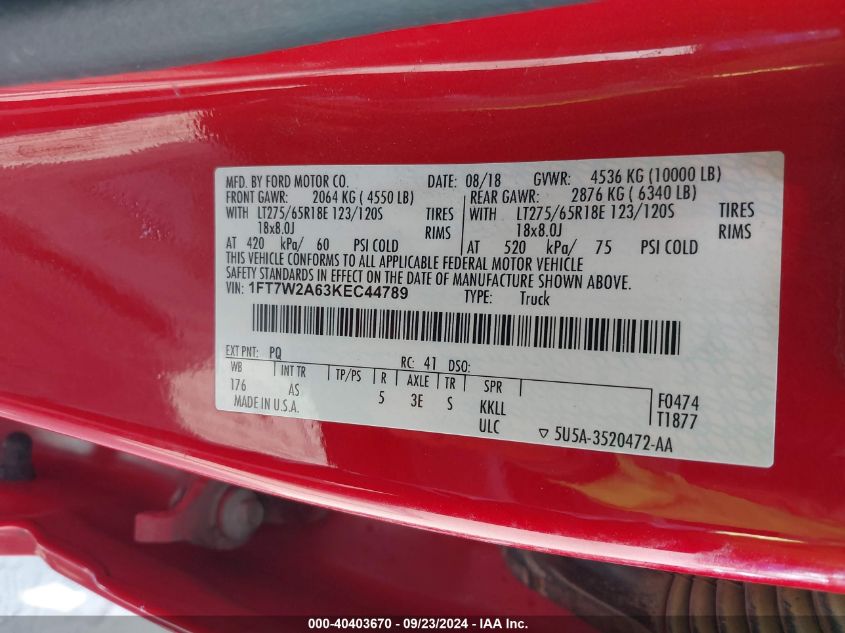 MFD. BY FORD MOTOR CO. DATE: 08/18 GVWR: 4536 KG (10000 LB)
FRONT GAWR: 2064 KG ( 4550 LB) REAR GAWR: 2876 KG ( 6340 LB)
WITH LT275/65R18E 123/120S TIRES WITH LT275/65R18E 123/120S TIRES
18x8.0J RIMS 18x8.0J RIMS
AT 420 kPa/ 60 PSI COLD AT 520 kPa/ 75 PSI COLD
THIS VEHICLE CONFORMS TO ALL APPLICABLE FEDERAL MOTOR VEHICLE
SAFETY STANDARDS IN EFFECT ON THE DATE OF MANUFACTURE SHOWN ABOVE.
VIN: 1FT7W2A63KEC44789 TYPE: Truck
EXT PNT: PQ RC: 41 DSO:
WB INT TR TP/PS R AXLE TR SPR
176 AS 5 3E S KKLL F0474
MADE IN U.S.A. ULC T1877
5U5A-3520472-AA
000-40403670 - 09/23/2024 - IAA Inc.